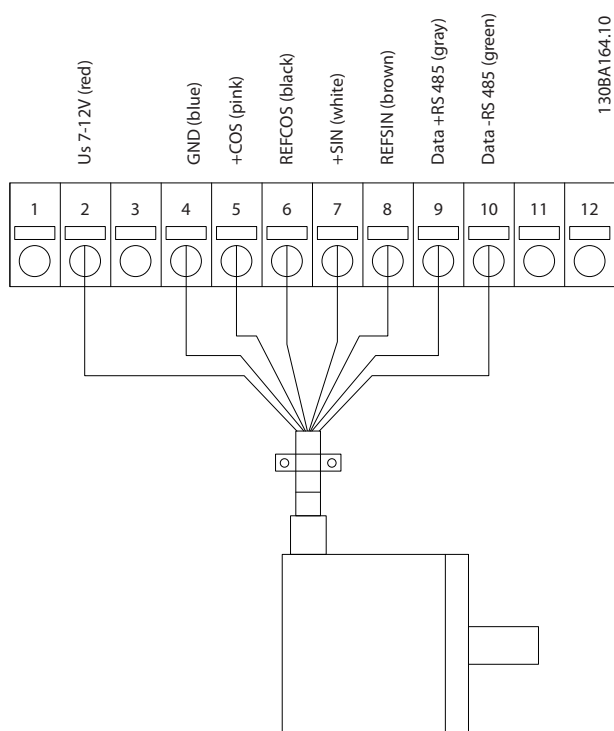 Us 7-12V (red)
GND (blue)
+COS (pink)
REFCOS (black)
+SIN (white)
REFSIN (brown)
Data +RS 485 (gray)
Data -RS 485 (green)
130BA164.10
1 2 3 4 5 6 7 8 9 10 11 12